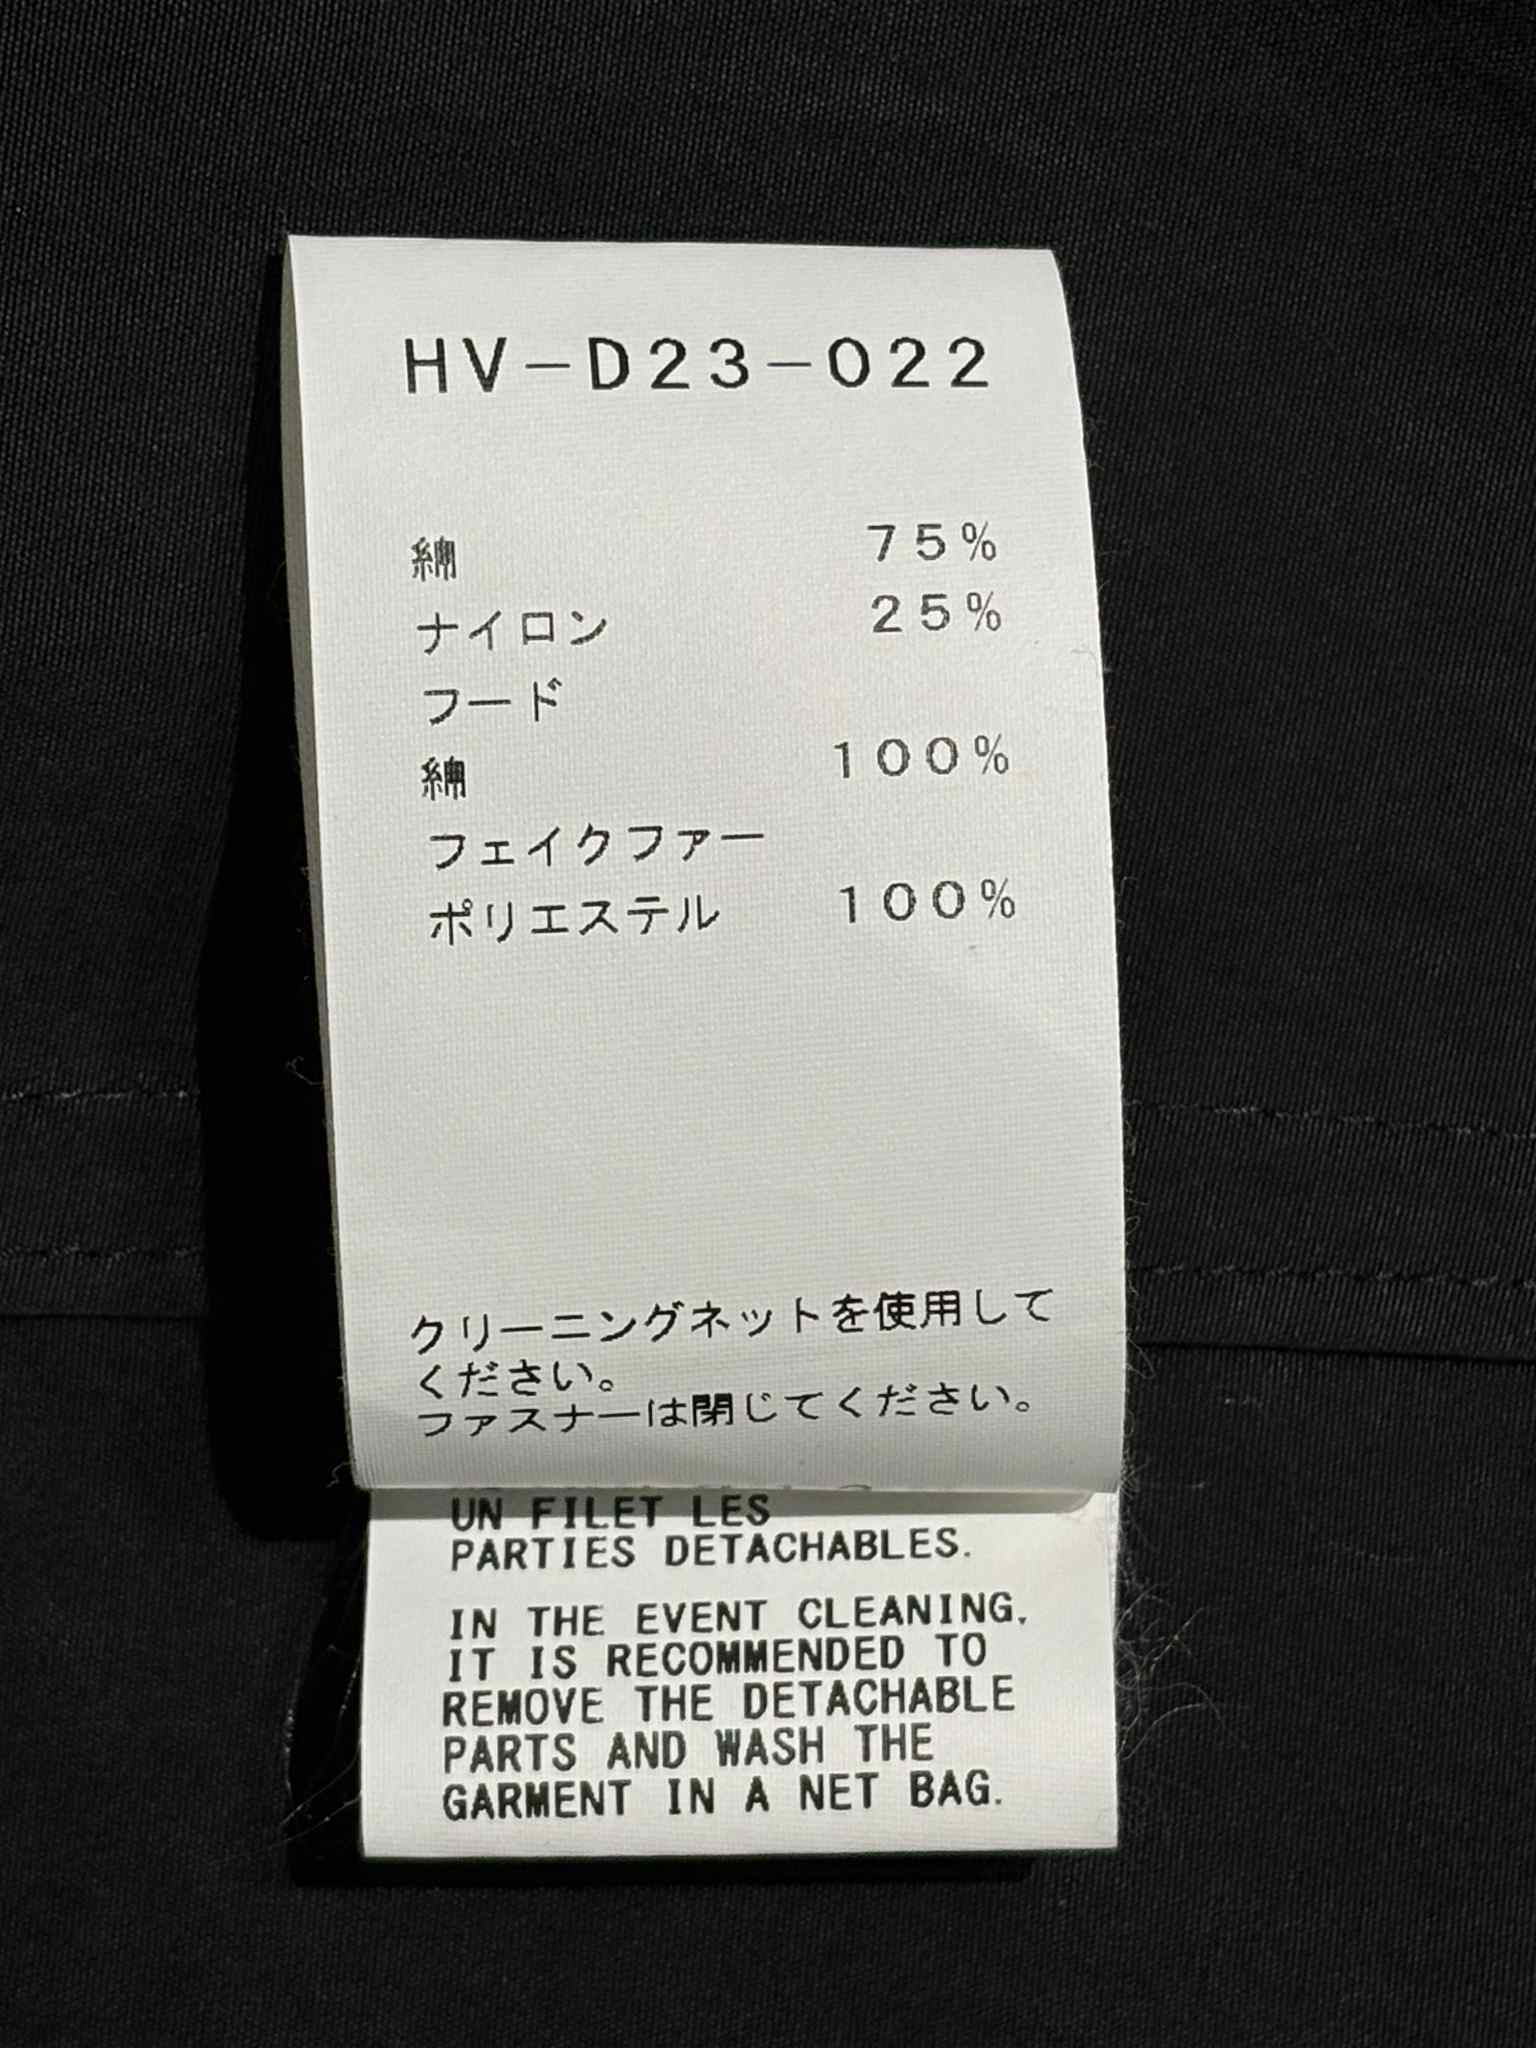 HV-D23-022
綿 75%
ナイロン 25%
フード
綿 100%
フェイクファー
ポリエステル 100%
クリーニングネットを使用して
ください。
ファスナーは閉じてください。
UN FILET LES
PARTIES DETACHABLES.
IN THE EVENT CLEANING,
IT IS RECOMMENDED TO
REMOVE THE DETACHABLE
PARTS AND WASH THE
GARMENT IN A NET BAG.